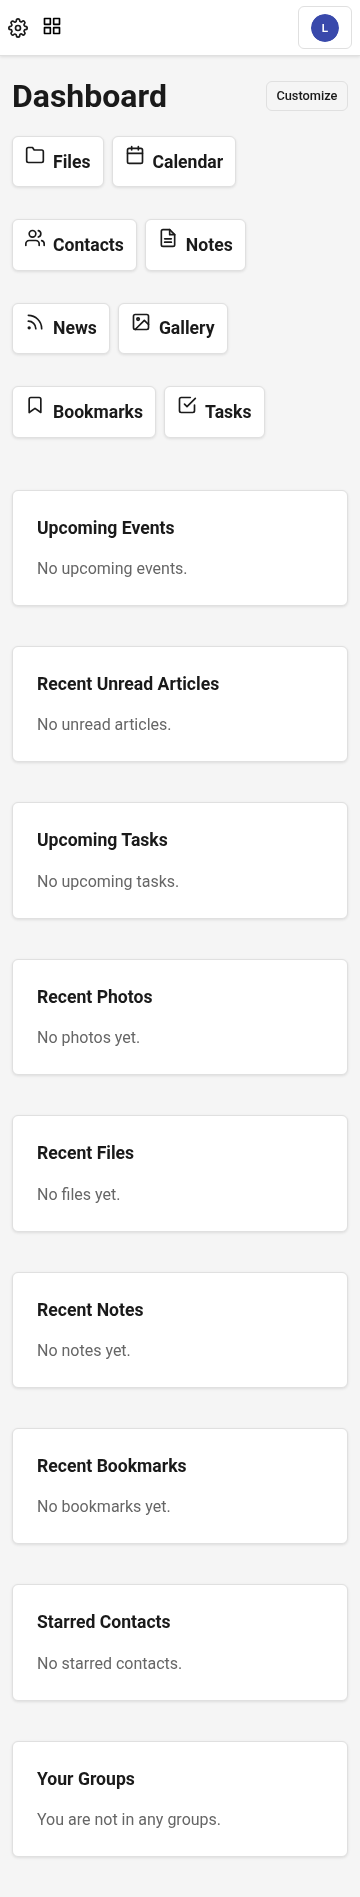 L
Dashboard
Customize
Files
Calendar
Contacts
Notes
News
Gallery
Bookmarks
Tasks
Upcoming Events
No upcoming events.
Recent Unread Articles
No unread articles.
Upcoming Tasks
No upcoming tasks.
Recent Photos
No photos yet.
Recent Files
No files yet.
Recent Notes
No notes yet.
Recent Bookmarks
No bookmarks yet.
Starred Contacts
No starred contacts.
Your Groups
You are not in any groups.